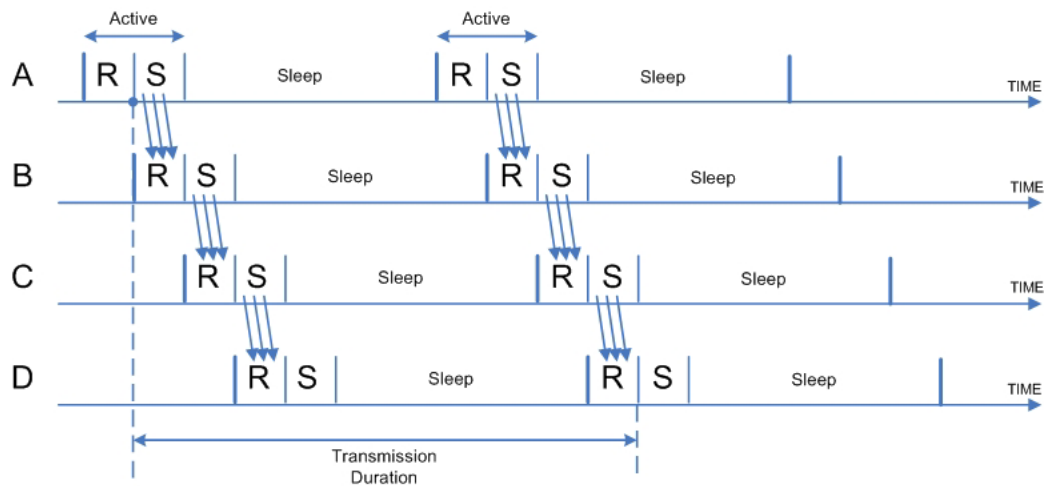 Active Active
A R S Sleep R S Sleep TIME
B R S Sleep R S Sleep TIME
C R S Sleep R S Sleep TIME
D R S Sleep R S Sleep TIME
Transmission
Duration